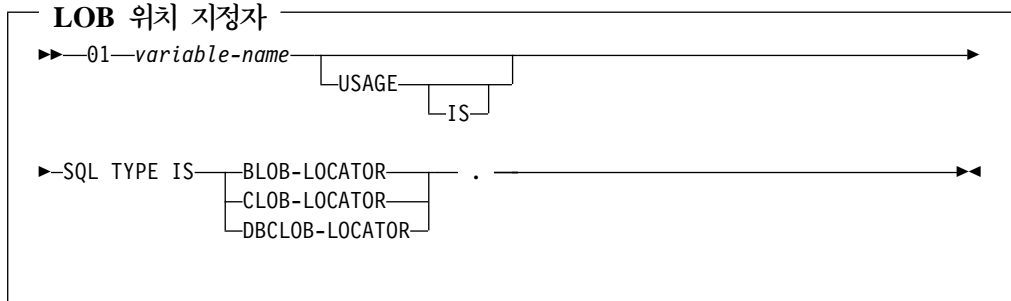 LOB 위치 지정자
01 variable-name
USAGE
IS
SQL TYPE IS BLOB-LOCATOR .
CLOB-LOCATOR
DBCLOB-LOCATOR